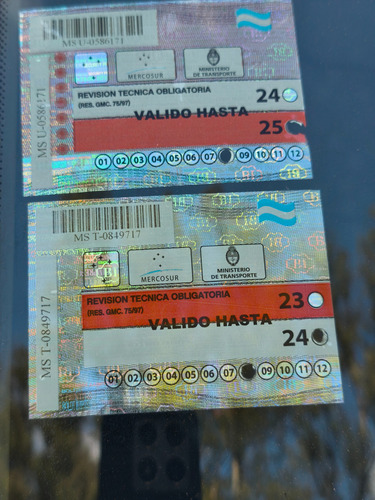 MS U-0586171
MS U-0586171
MERCOSUR
MINISTERIO
DE TRANSPORTE
REVISION TECNICA OBLIGATORIA
(RES. GMC. 75/97)
24
VALIDO HASTA
25
01 02 03 04 05 06 07 09 10 11 12
MS T-0849717
MS T-0849717
MERCOSUR
MINISTERIO
DE TRANSPORTE
REVISION TECNICA OBLIGATORIA
(RES. GMC. 75/97)
23
VALIDO HASTA
24
01 02 03 04 05 06 07 09 10 11 12